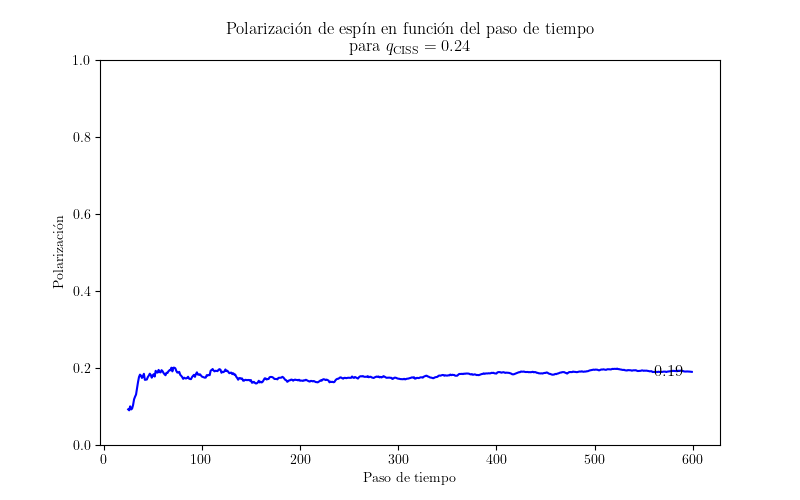 Polarización de espín en función del paso de tiempo
para qCISS = 0.24
1.0
0.8
0.6
0.4
0.2
0.0
Polarización
0.19
0 100 200 300 400 500 600
Paso de tiempo